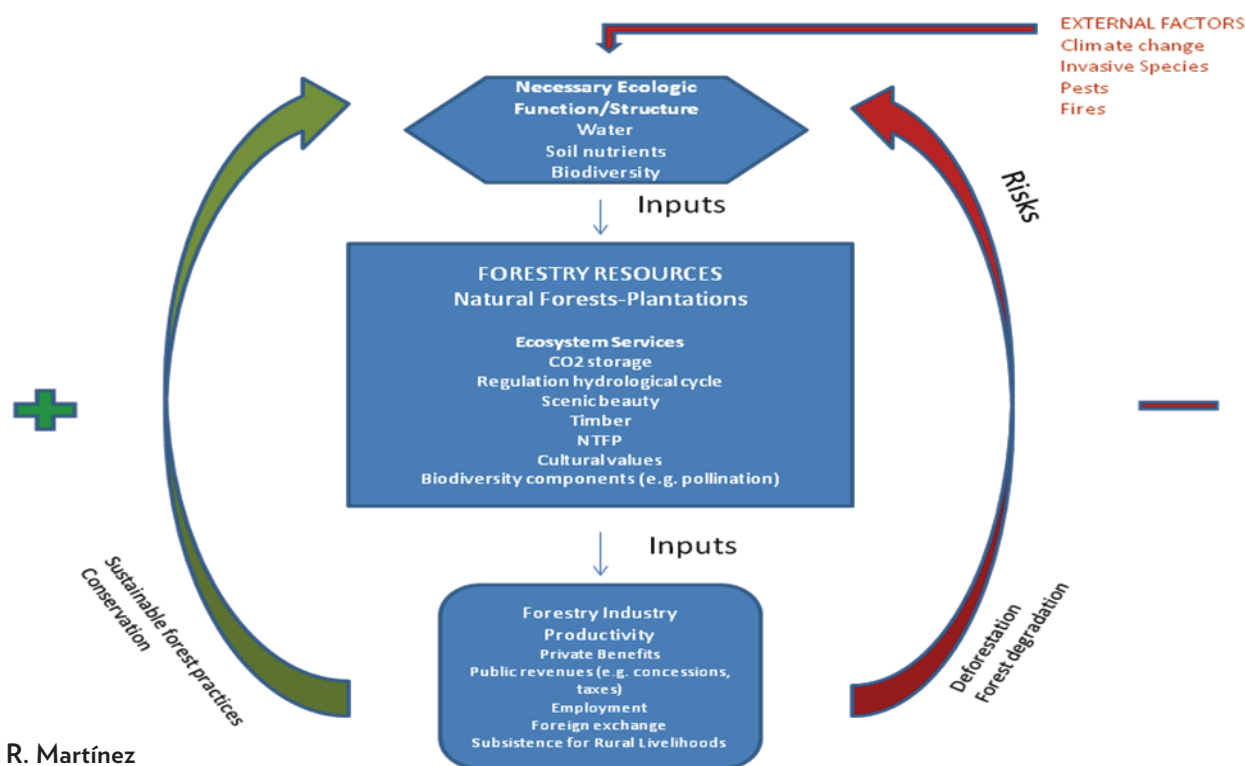 EXTERNAL FACTORS
Climate change
Invasive Species
Pests
Fires
Necessary Ecologic
Function/Structure
Water
Soil nutrients
Biodiversity
Risks
Inputs
FORESTRY RESOURCES
Natural Forests-Plantations
Ecosystem Services
CO2 storage
Regulation hydrological cycle
Scenic beauty
Timber
NTFP
Cultural values
Biodiversity components (e.g. pollination)
Inputs
Sustainable forest practices
Conservation
Forestry Industry
Productivity
Private Benefits
Public revenues (e.g. concessions,
taxes)
Employment
Foreign exchange
Subsistence for Rural Livelihoods
Deforestation
Forest degradation
R. Martínez